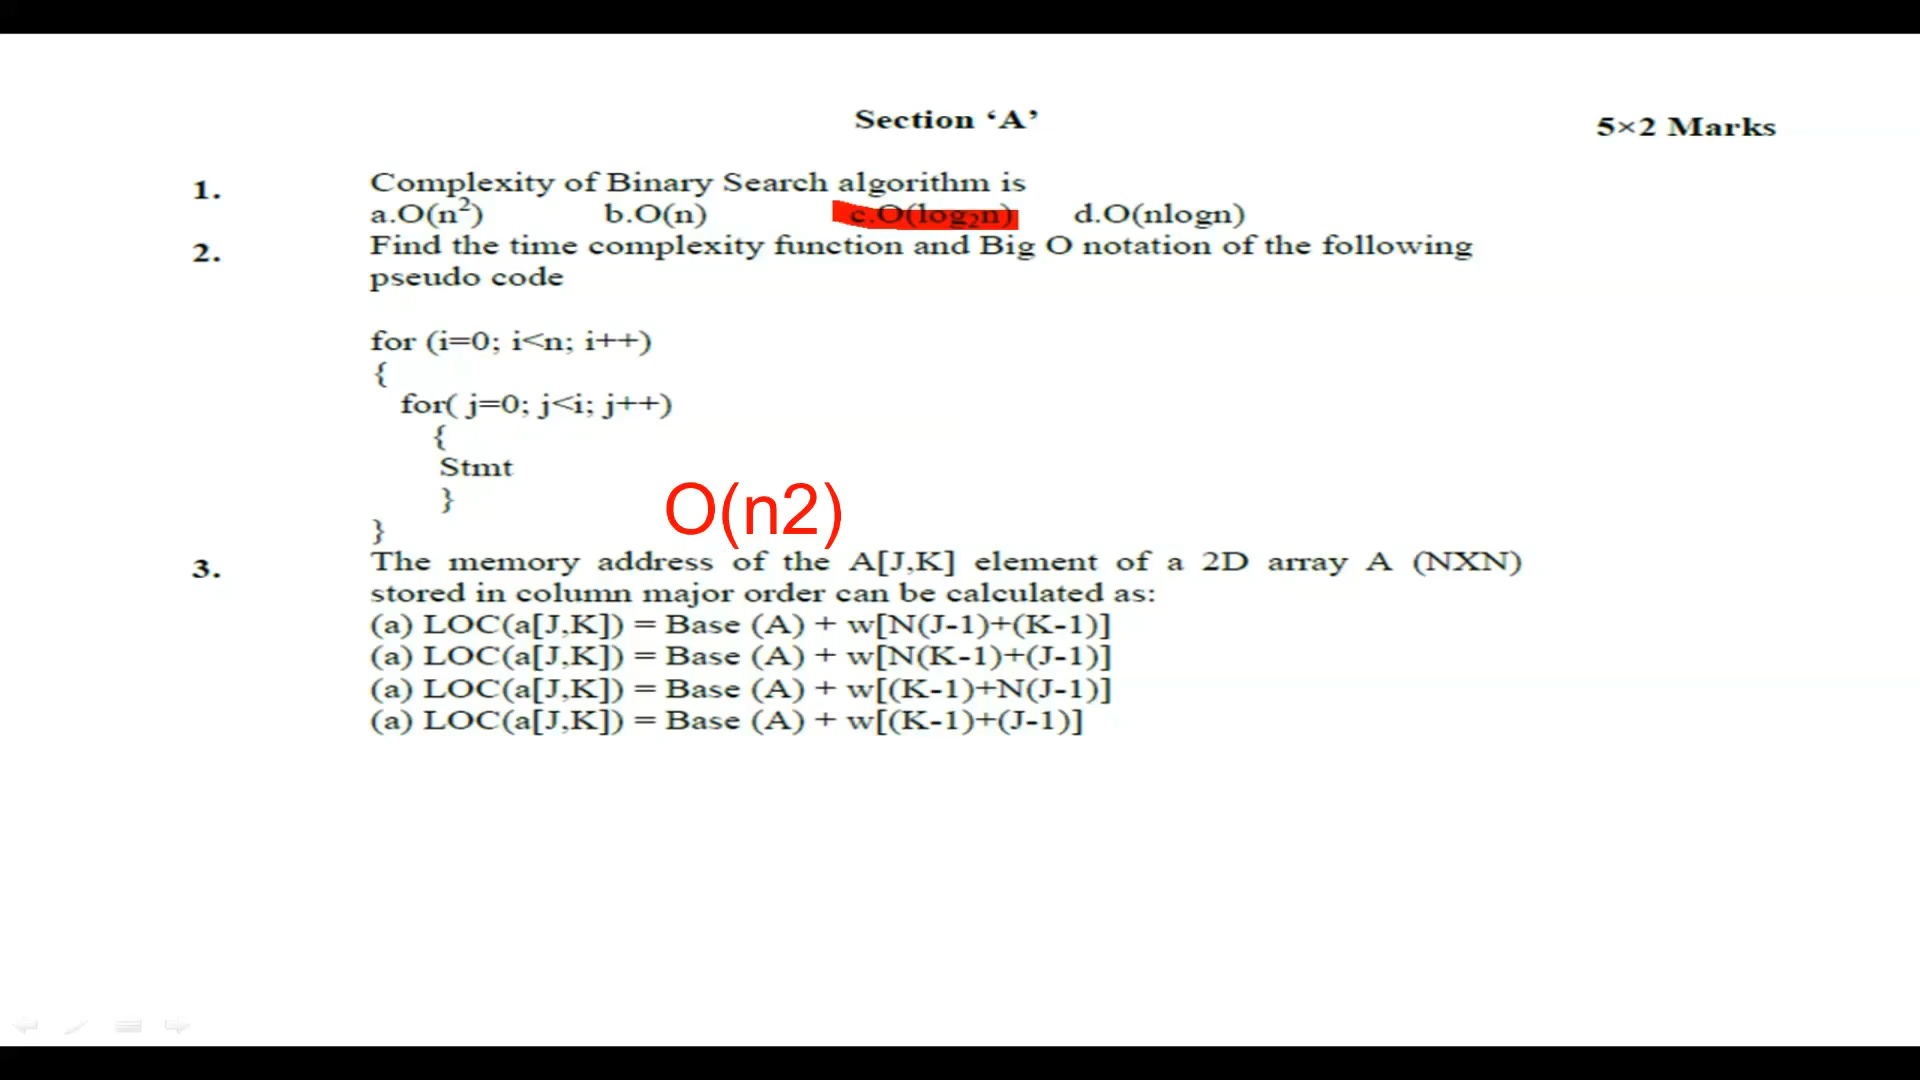 Section ‘A’
5×2 Marks
1. Complexity of Binary Search algorithm is
a.O(n²) b.O(n) c.O(log₂n) d.O(nlogn)
2. Find the time complexity function and Big O notation of the following
pseudo code
for (i=0; i<n; i++)
{
for( j=0; j<i; j++)
{
Stmt
}
O(n2)
}
3. The memory address of the A[J,K] element of a 2D array A (NXN)
stored in column major order can be calculated as:
(a) LOC(a[J,K]) = Base (A) + w[N(J-1)+(K-1)]
(a) LOC(a[J,K]) = Base (A) + w[N(K-1)+(J-1)]
(a) LOC(a[J,K]) = Base (A) + w[(K-1)+N(J-1)]
(a) LOC(a[J,K]) = Base (A) + w[(K-1)+(J-1)]